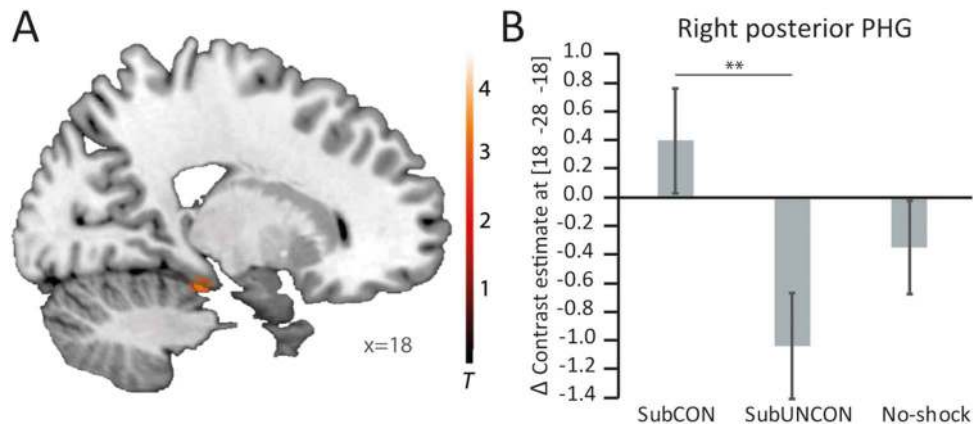 A
4
3
2
1
T
x=18
B
Right posterior PHG
Δ Contrast estimate at [18 -28 -18]
1.0
0.8
0.6
0.4
0.2
0.0
-0.2
-0.4
-0.6
-0.8
-1.0
-1.2
-1.4
**
SubCON SubUNCON No-shock